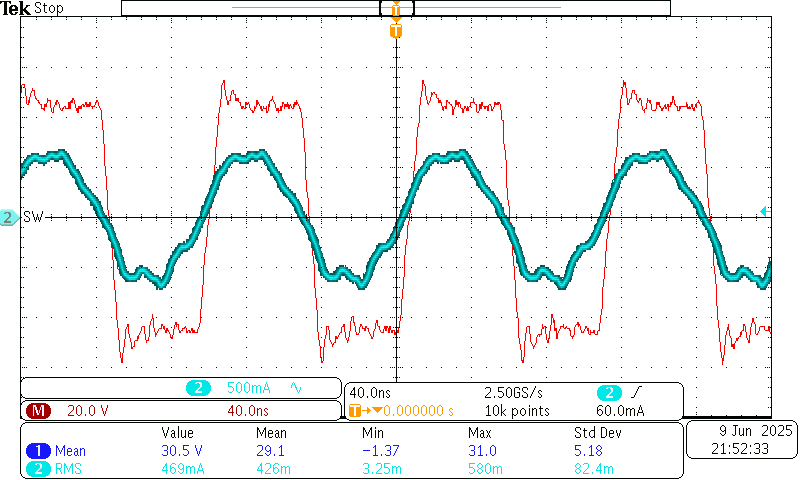 Tek Stop
T
T
2 SW
2 500mA
40.0ns 2.50GS/s 2
M 20.0 V 40.0ns
T 0.000000 s 10k points 60.0mA
Value Mean Min Max Std Dev
1 Mean 30.5 V 29.1 −1.37 31.0 5.18
2 RMS 469mA 426m 3.25m 580m 82.4m
9 Jun 2025
21:52:33